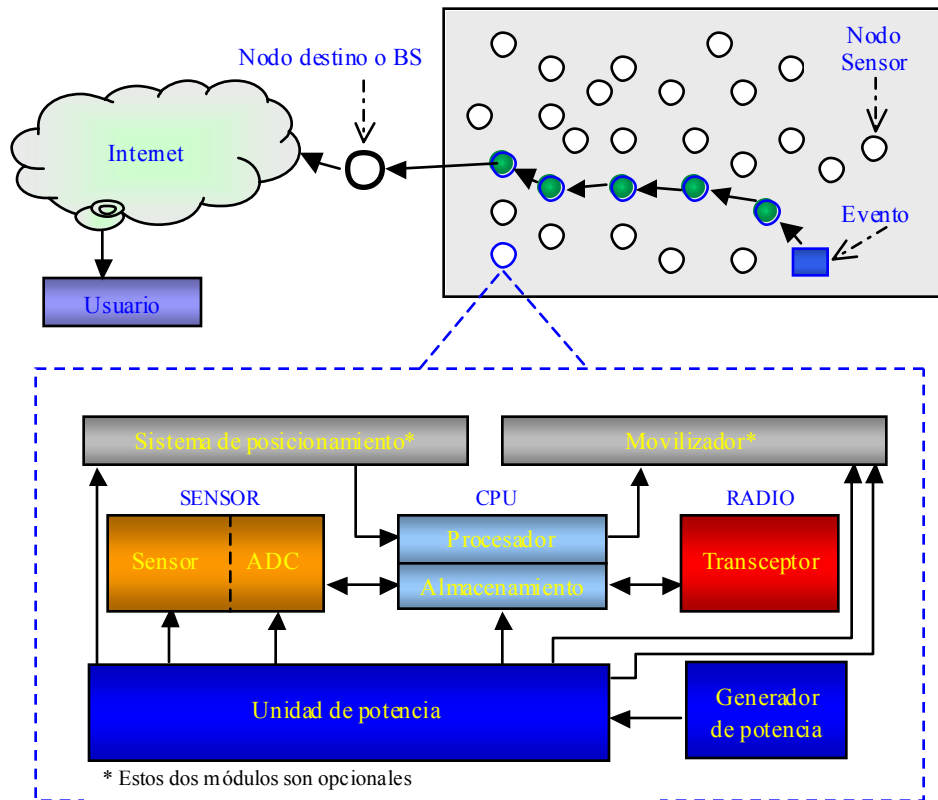 Nodo destino o BS
Nodo
Sensor
Internet
Evento
Usuario
Sistema de posicionamiento*
Movilizador*
SENSOR
CPU
RADIO
Sensor
ADC
Procesador
Almacenamiento
Transceptor
Unidad de potencia
Generador
de potencia
* Estos dos módulos son opcionales